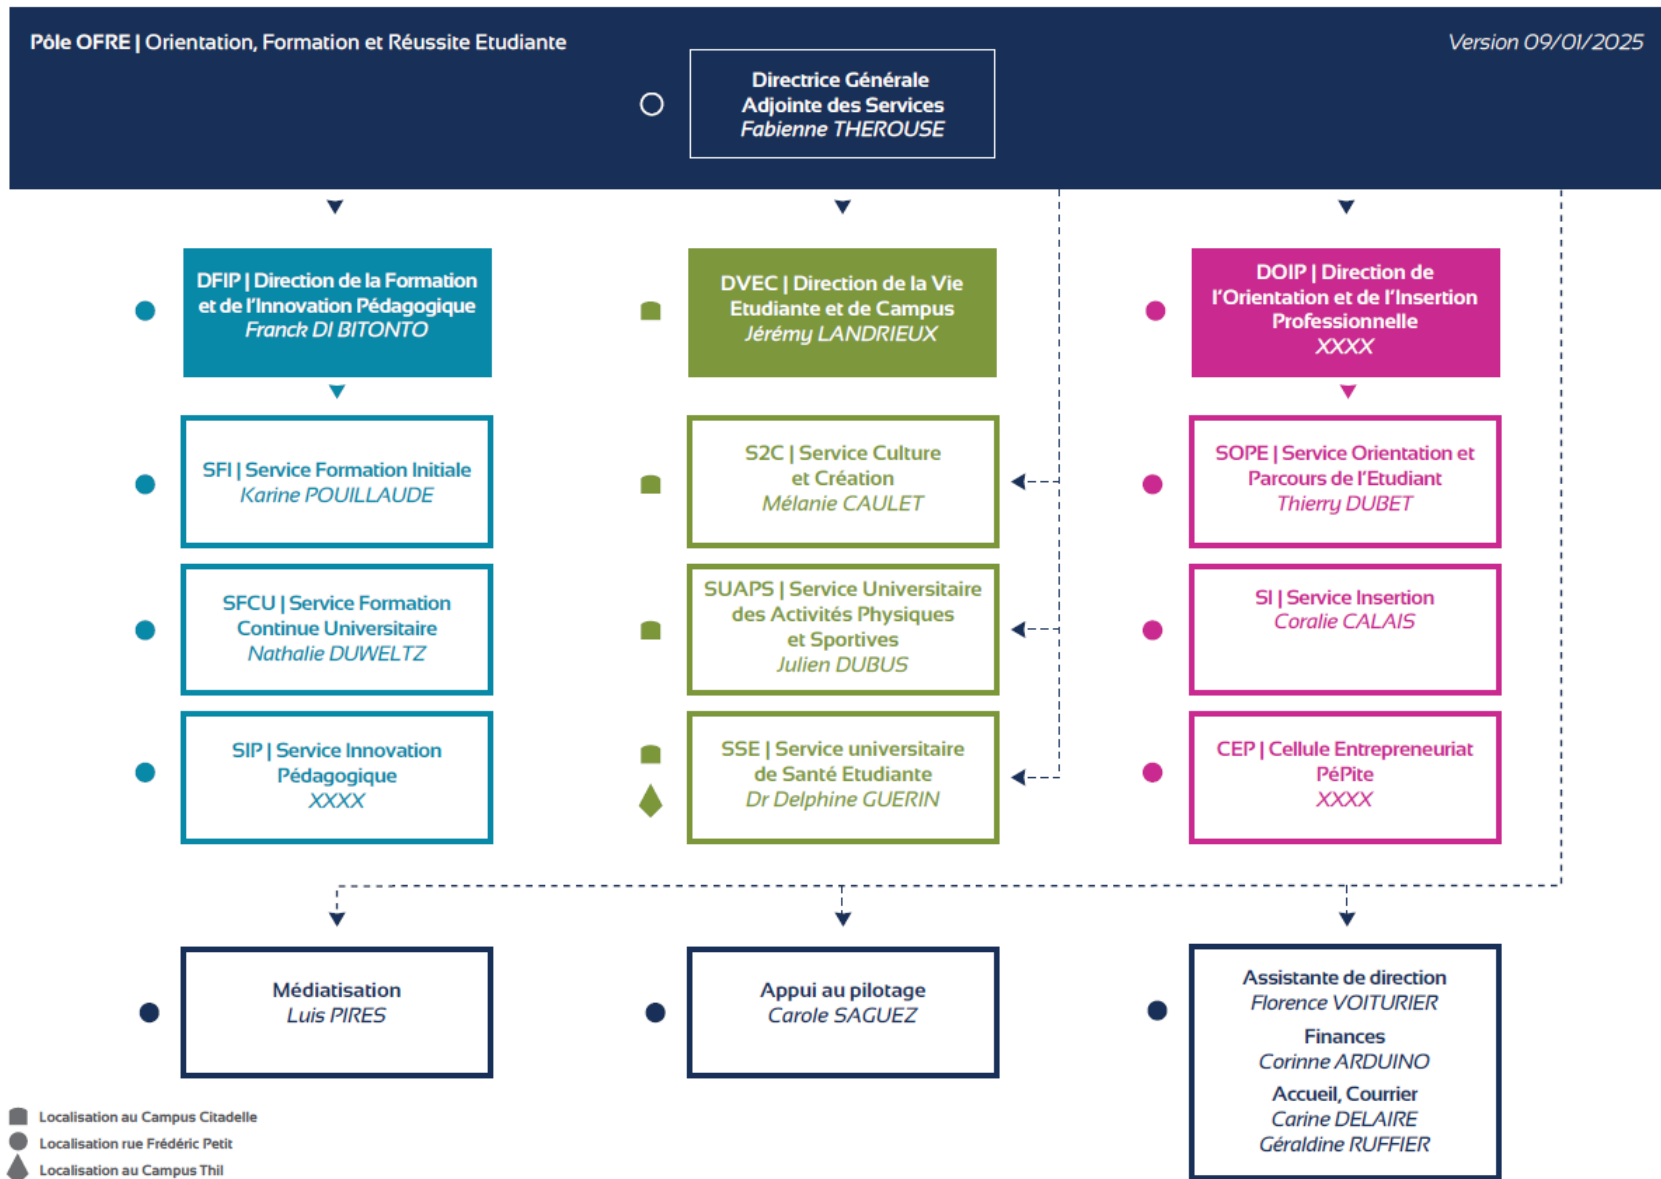 Pôle OFRE | Orientation, Formation et Réussite Etudiante
Version 09/01/2025
Directrice Générale
Adjointe des Services
Fabienne THEROUSE
DFIP | Direction de la Formation
et de l'Innovation Pédagogique
Franck DI BITONTO
DVEC | Direction de la Vie
Etudiante et de Campus
Jérémy LANDRIEUX
DOIP | Direction de
l'Orientation et de l'Insertion
Professionnelle
XXXX
SFI | Service Formation Initiale
Karine POUILLAUDE
S2C | Service Culture
et Création
Mélanie CAULET
SOPE | Service Orientation et
Parcours de l'Etudiant
Thierry DUBET
SFCU | Service Formation
Continue Universitaire
Nathalie DUWELTZ
SUAPS | Service Universitaire
des Activités Physiques
et Sportives
Julien DUBUS
SI | Service Insertion
Coralie CALAIS
SIP | Service Innovation
Pédagogique
XXXX
SSE | Service universitaire
de Santé Etudiante
Dr Delphine GUERIN
CEP | Cellule Entrepreneuriat
PéPite
XXXX
Médiatisation
Luis PIRES
Appui au pilotage
Carole SAGUEZ
Assistante de direction
Florence VOITURIER
Finances
Corinne ARDUINO
Accueil, Courrier
Carine DELAIRE
Géraldine RUFFIER
Localisation au Campus Citadelle
Localisation rue Frédéric Petit
Localisation au Campus Thil